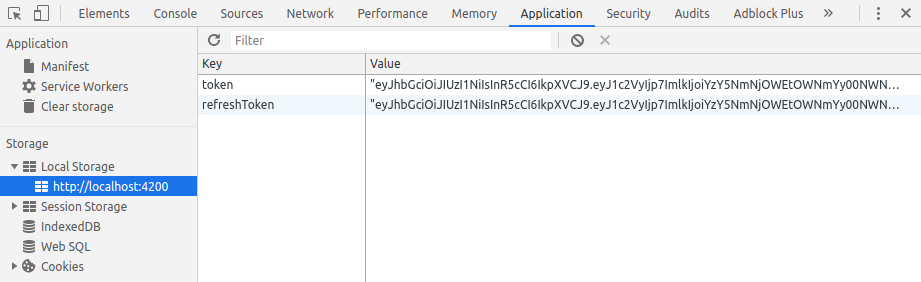 Elements Console Sources Network Performance Memory Application Security Audits Adblock Plus »
Application
Manifest
Service Workers
Clear storage
Storage
Local Storage
http://localhost:4200
Session Storage
IndexedDB
Web SQL
Cookies
Filter
Key Value
token "eyJhbGciOiJIUzI1NiIsInR5cCI6IkpXVCJ9.eyJ1c2VyIjp7ImlkIjoiYzY5NmNjOWEtOWNmYy00NWN…
refreshToken "eyJhbGciOiJIUzI1NiIsInR5cCI6IkpXVCJ9.eyJ1c2VyIjp7ImlkIjoiYzY5NmNjOWEtOWNmYy00NWN…